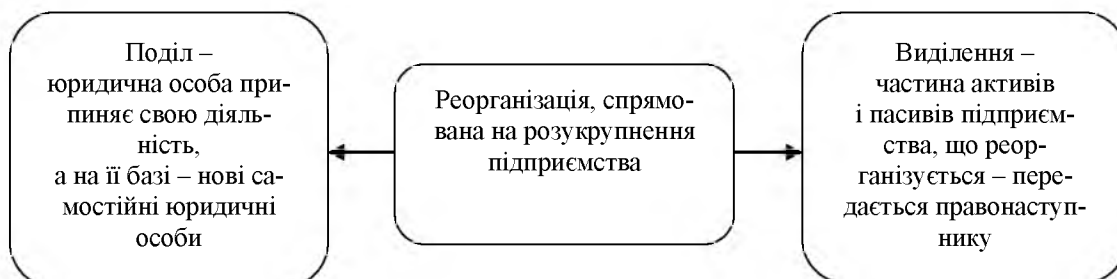 Поділ –
юридична особа при-
пиняє свою діяль-
ність,
а на її базі – нові са-
мостійні юридичні
особи
Реорганізація, спрямо-
вана на розукрупнення
підприємства
Виділення –
частина активів
і пасивів підприєм-
ства, що реор-
ганізується – пере-
дається правонаступ-
нику